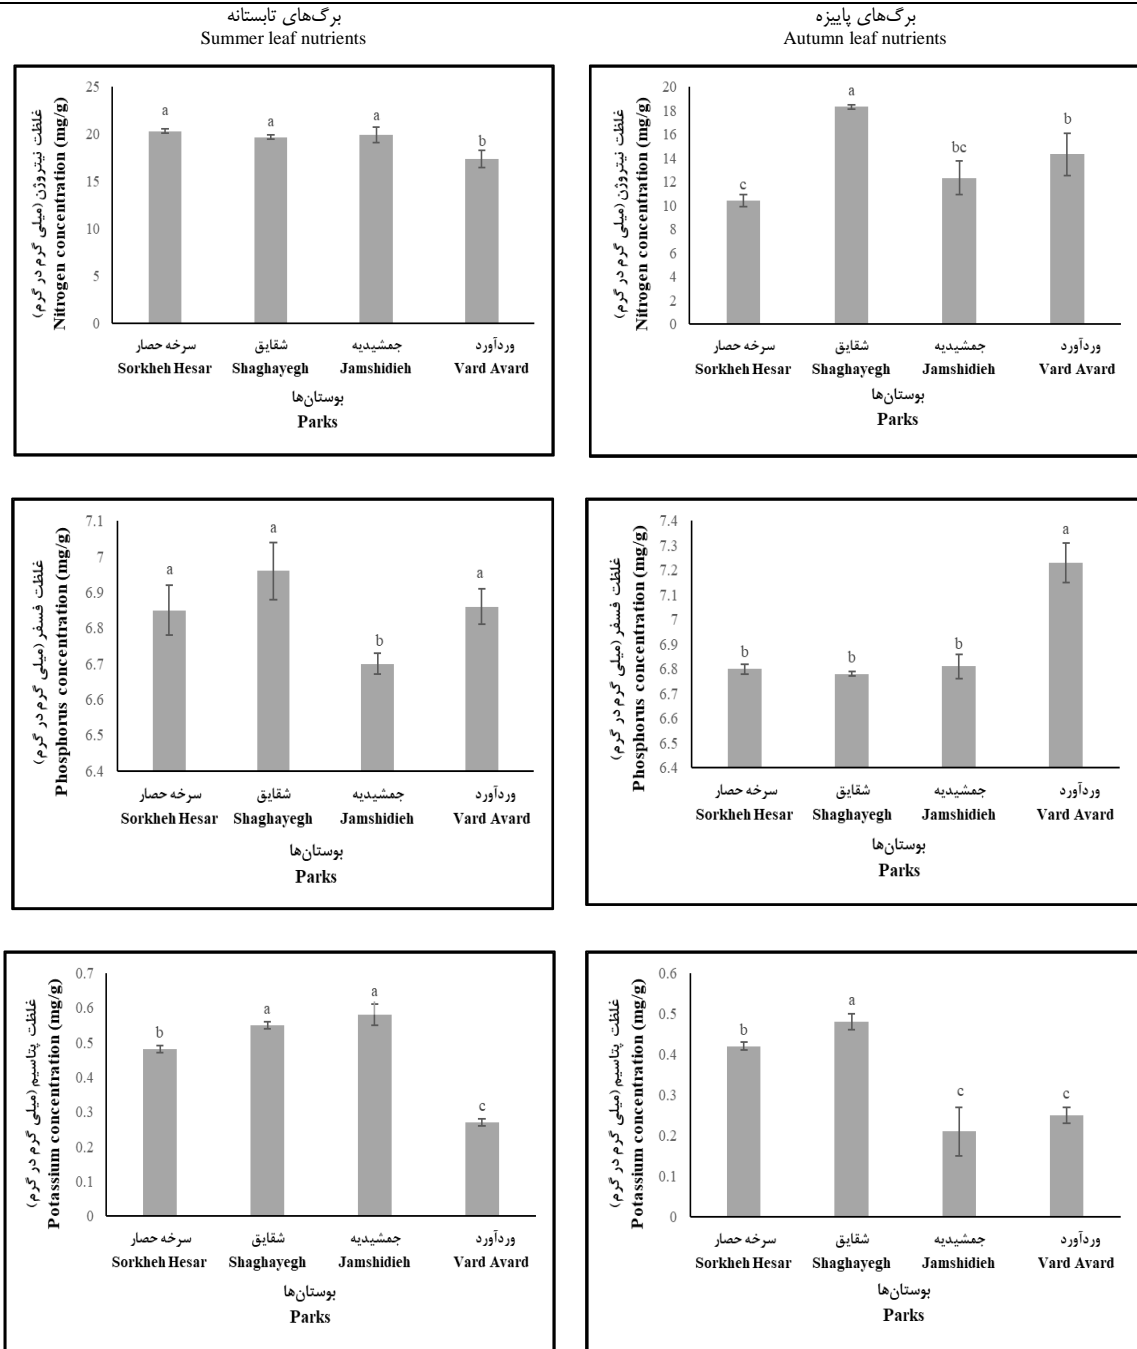 برگ‌های تابستانه
Summer leaf nutrients
برگ‌های پاییزه
Autumn leaf nutrients
غلظت نیتروژن (میلی گرم در گرم)
Nitrogen concentration (mg/g)
25
20
15
10
5
0
a
a
a
b
سرخه حصار
شقایق
جمشیدیه
وردآورد
Sorkheh Hesar
Shaghayegh
Jamshidieh
Vard Avard
بوستان‌ها
Parks
غلظت نیتروژن (میلی گرم در گرم)
Nitrogen concentration (mg/g)
20
18
16
14
12
10
8
6
4
2
0
c
a
bc
b
سرخه حصار
شقایق
جمشیدیه
وردآورد
Sorkheh Hesar
Shaghayegh
Jamshidieh
Vard Avard
بوستان‌ها
Parks
غلظت فسفر (میلی گرم در گرم)
Phosphorus concentration (mg/g)
7.1
7
6.9
6.8
6.7
6.6
6.5
6.4
a
a
b
a
سرخه حصار
شقایق
جمشیدیه
وردآورد
Sorkheh Hesar
Shaghayegh
Jamshidieh
Vard Avard
بوستان‌ها
Parks
غلظت فسفر (میلی گرم در گرم)
Phosphorus concentration (mg/g)
7.4
7.3
7.2
7.1
7
6.9
6.8
6.7
6.6
6.5
6.4
b
b
b
a
سرخه حصار
شقایق
جمشیدیه
وردآورد
Sorkheh Hesar
Shaghayegh
Jamshidieh
Vard Avard
بوستان‌ها
Parks
غلظت پتاسیم (میلی گرم در گرم)
Potassium concentration (mg/g)
0.7
0.6
0.5
0.4
0.3
0.2
0.1
0
b
a
a
c
سرخه حصار
شقایق
جمشیدیه
وردآورد
Sorkheh Hesar
Shaghayegh
Jamshidieh
Vard Avard
بوستان‌ها
Parks
غلظت پتاسیم (میلی گرم در گرم)
Potassium concentration (mg/g)
0.6
0.5
0.4
0.3
0.2
0.1
0
b
a
c
c
سرخه حصار
شقایق
جمشیدیه
وردآورد
Sorkheh Hesar
Shaghayegh
Jamshidieh
Vard Avard
بوستان‌ها
Parks